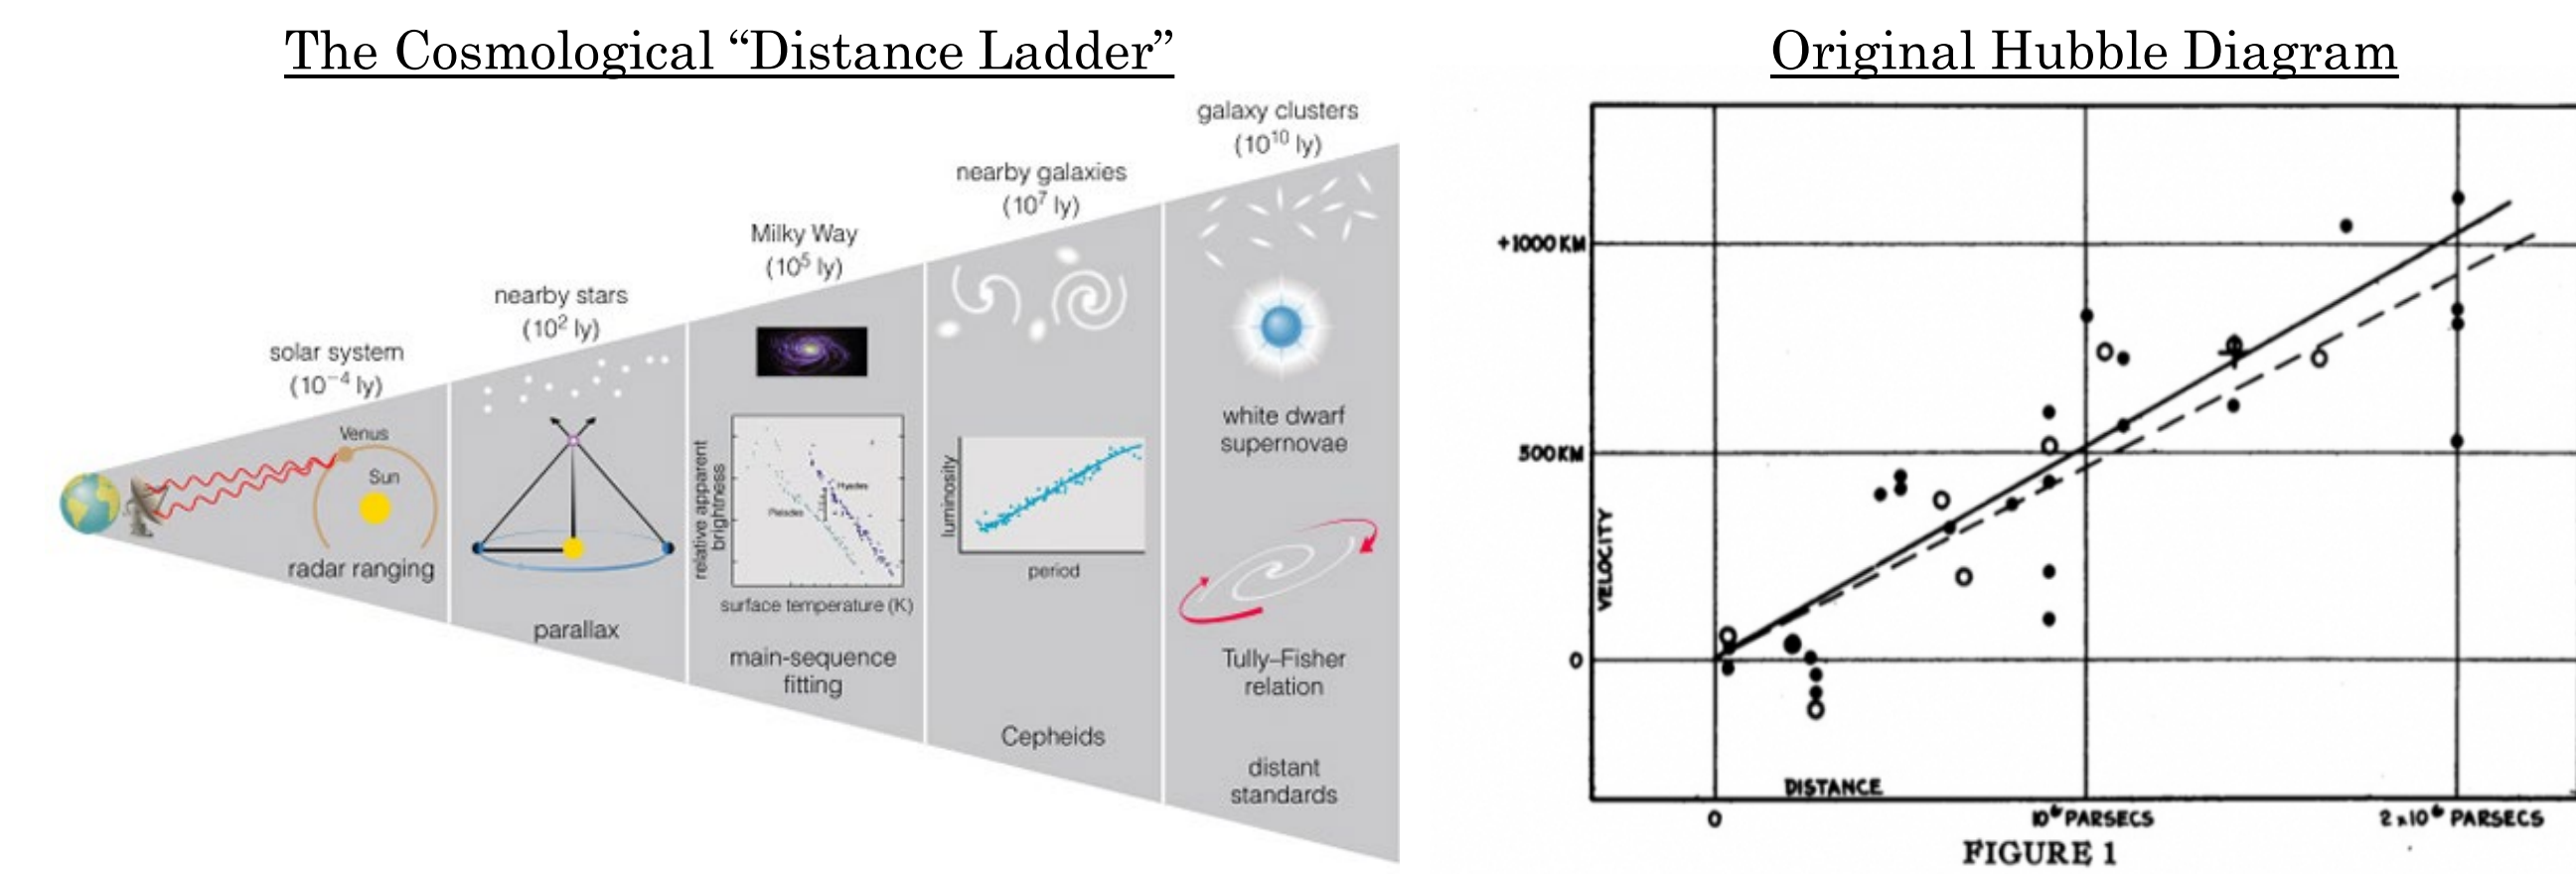 The Cosmological “Distance Ladder”
solar system
(10⁻⁴ ly)
Venus
Sun
radar ranging
nearby stars
(10² ly)
parallax
Milky Way
(10⁵ ly)
relative apparent
brightness
Hyades
Pleiades
surface temperature (K)
main-sequence
fitting
nearby galaxies
(10⁷ ly)
luminosity
period
Cepheids
galaxy clusters
(10¹⁰ ly)
white dwarf
supernovae
Tully–Fisher
relation
distant
standards
Original Hubble Diagram
+1000 KM
500 KM
0
VELOCITY
DISTANCE
0
10⁶ PARSECS
2 x 10⁶ PARSECS
FIGURE 1